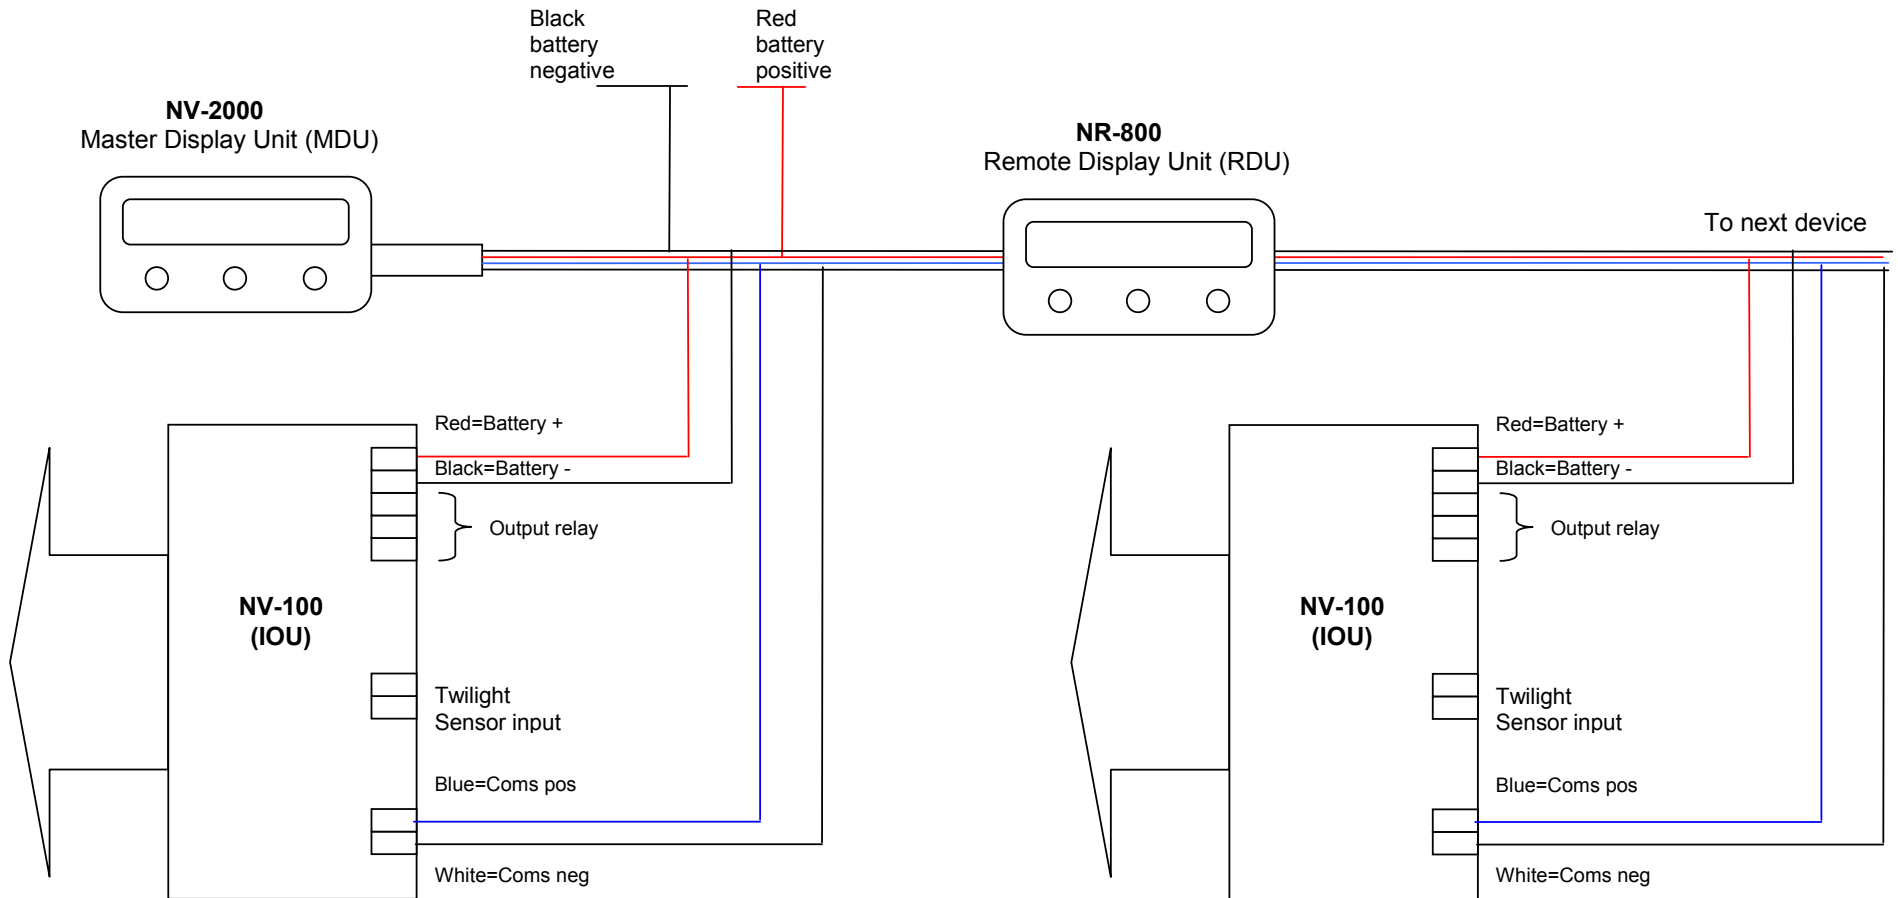 Black
battery
negative
Red
battery
positive
NV-2000
Master Display Unit (MDU)
NR-800
Remote Display Unit (RDU)
To next device
Red=Battery +
Black=Battery -
Output relay
NV-100
(IOU)
Twilight
Sensor input
Blue=Coms pos
White=Coms neg
Red=Battery +
Black=Battery -
Output relay
NV-100
(IOU)
Twilight
Sensor input
Blue=Coms pos
White=Coms neg